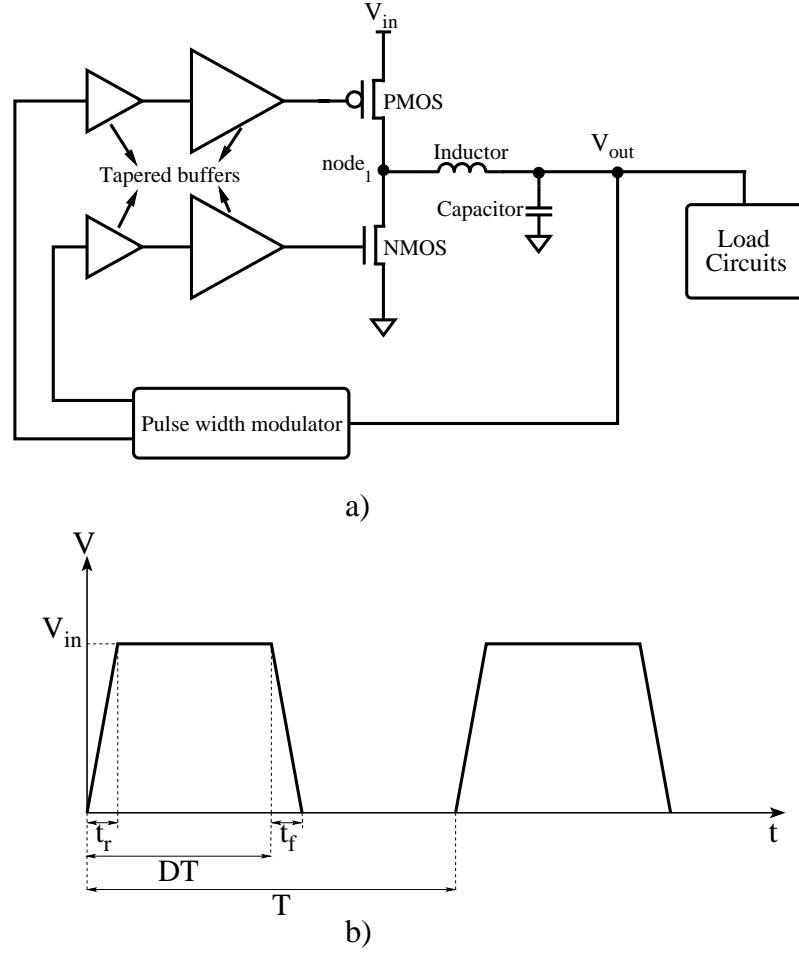 V_in
PMOS
Tapered buffers
node_1
Inductor
V_out
Capacitor
NMOS
Load
Circuits
Pulse width modulator
a)
V
V_in
t_r
t_f
t
DT
T
b)